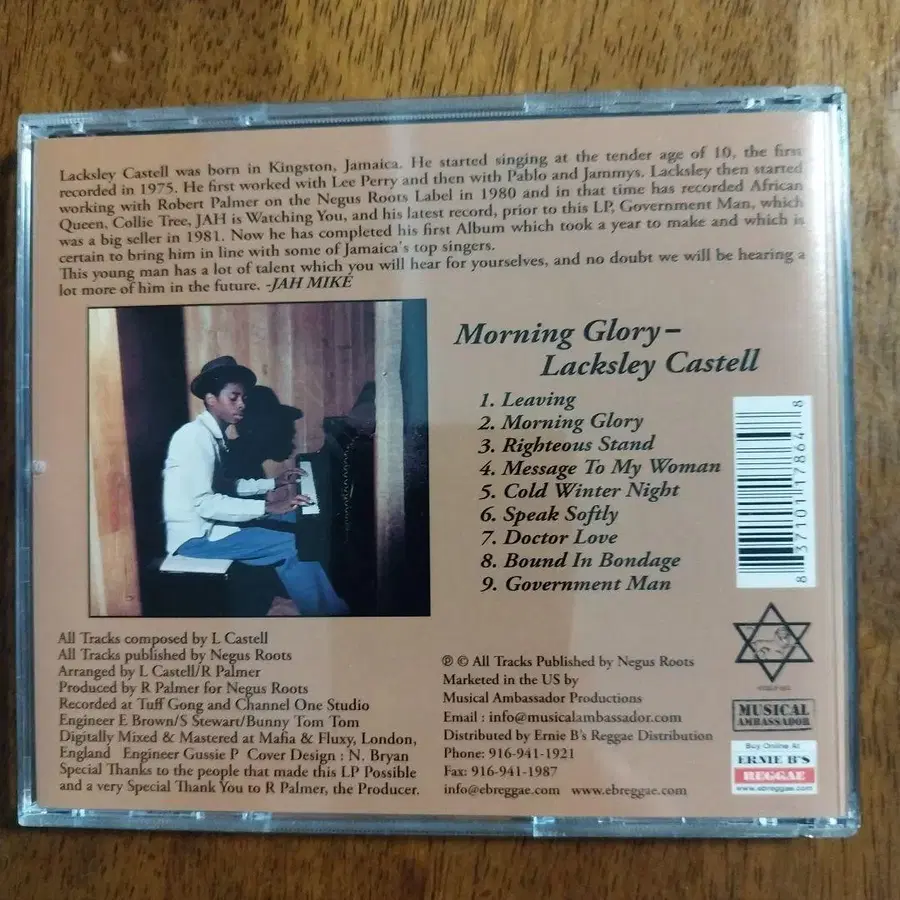 Lacksley Castell was born in Kingston, Jamaica. He started singing at the tender age of 10, the first
recorded in 1975. He first worked with Lee Perry and then with Pablo and Jammys. Lacksley then started
working with Robert Palmer on the Negus Roots Label in 1980 and in that time has recorded African
Queen, Collie Tree, JAH is Watching You, and his latest record, prior to this LP, Government Man, which
was a big seller in 1981. Now he has completed his first Album which took a year to make and which is
certain to bring him in line with some of Jamaica's top singers.
This young man has a lot of talent which you will hear for yourselves, and no doubt we will be hearing a
lot more of him in the future. -JAH MIKE
Morning Glory–
Lacksley Castell
1. Leaving
2. Morning Glory
3. Righteous Stand
4. Message To My Woman
5. Cold Winter Night
6. Speak Softly
7. Doctor Love
8. Bound In Bondage
9. Government Man
8 37101 17864 8
All Tracks composed by L Castell
All Tracks published by Negus Roots
Arranged by L Castell/R Palmer
Produced by R Palmer for Negus Roots
Recorded at Tuff Gong and Channel One Studio
Engineer E Brown/S Stewart/Bunny Tom Tom
Digitally Mixed & Mastered at Mafia & Fluxy, London,
England Engineer Gussie P Cover Design : N. Bryan
Special Thanks to the people that made this LP Possible
and a very Special Thank You to R Palmer, the Producer.
℗ © All Tracks Published by Negus Roots
Marketed in the US by
Musical Ambassador Productions
Email : info@musicalambassador.com
Distributed by Ernie B's Reggae Distribution
Phone: 916-941-1921
Fax: 916-941-1987
info@ebreggae.com www.ebreggae.com
MUSICAL
AMBASSADOR
Buy Online At
ERNIE B'S
REGGAE
www.ebreggae.com